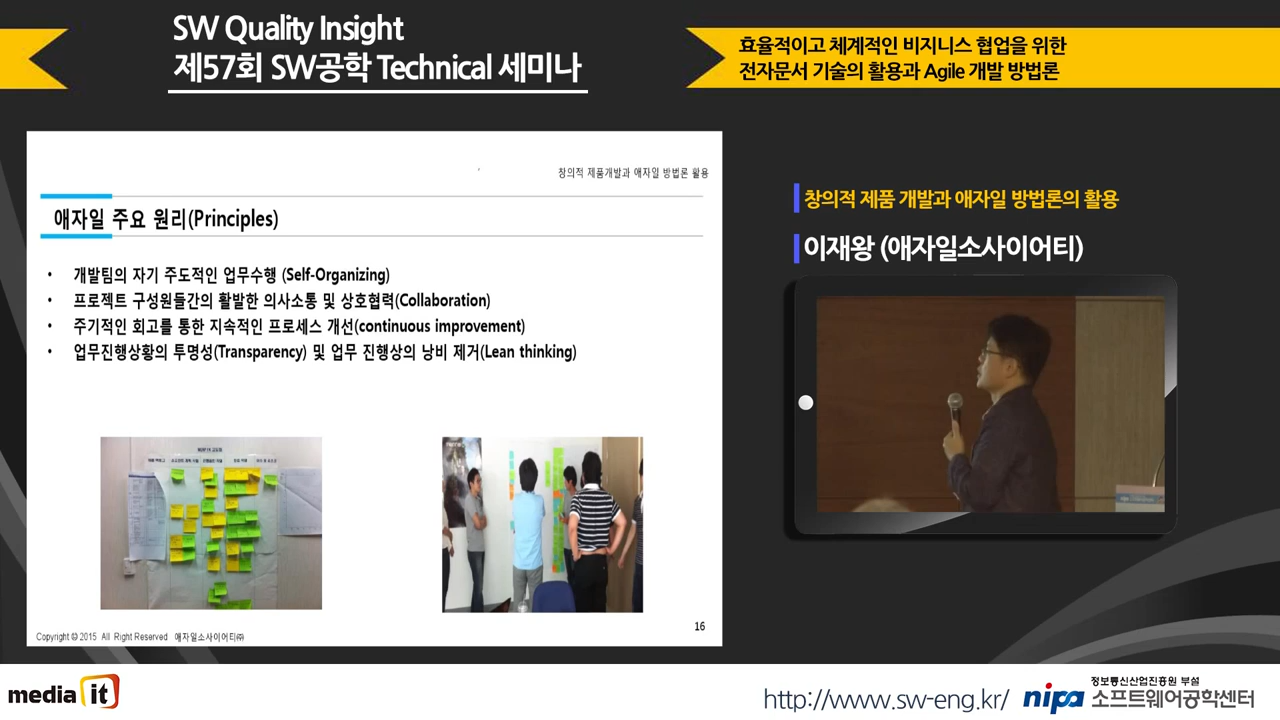 SW Quality Insight
제57회 SW공학 Technical 세미나
효율적이고 체계적인 비지니스 협업을 위한
전자문서 기술의 활용과 Agile 개발 방법론
창의적 제품개발과 애자일 방법론 활용
애자일 주요 원리(Principles)
• 개발팀의 자기 주도적인 업무수행 (Self-Organizing)
• 프로젝트 구성원들간의 활발한 의사소통 및 상호협력(Collaboration)
• 주기적인 회고를 통한 지속적인 프로세스 개선(continuous improvement)
• 업무진행상황의 투명성(Transparency) 및 업무 진행상의 낭비 제거(Lean thinking)
16
Copyright © 2015 All Right Reserved 애자일소사이어티㈜
창의적 제품 개발과 애자일 방법론의 활용
이재왕 (애자일소사이어티)
media it
http://www.sw-eng.kr/
nipa
정보통신산업진흥원 부설
소프트웨어공학센터